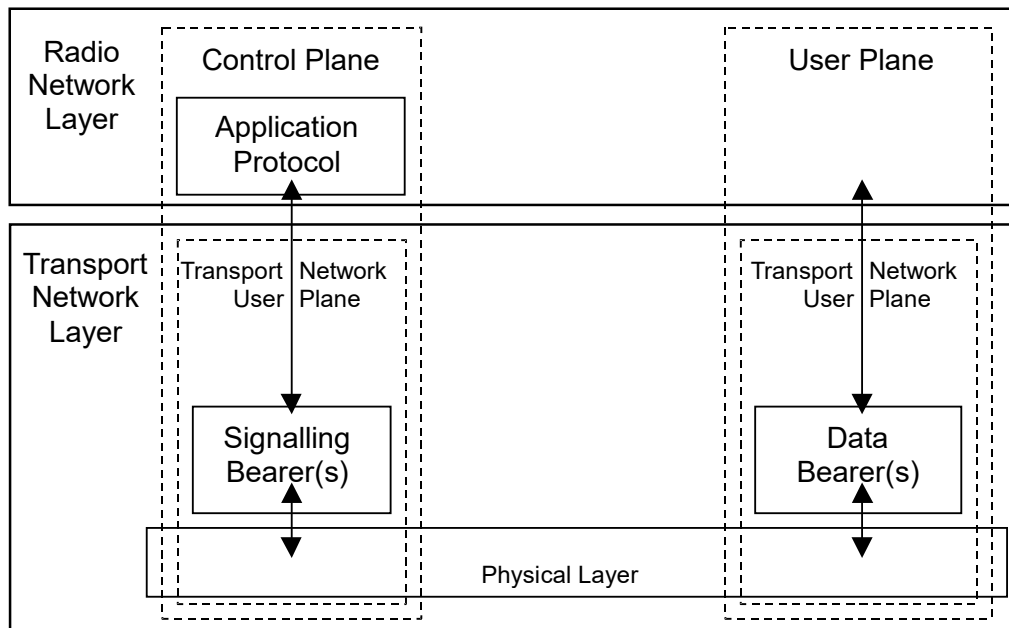 Radio
Network
Layer
Control Plane
User Plane
Application
Protocol
Transport
Network
Layer
Transport
User
Network
Plane
Transport
User
Network
Plane
Signalling
Bearer(s)
Data
Bearer(s)
Physical Layer